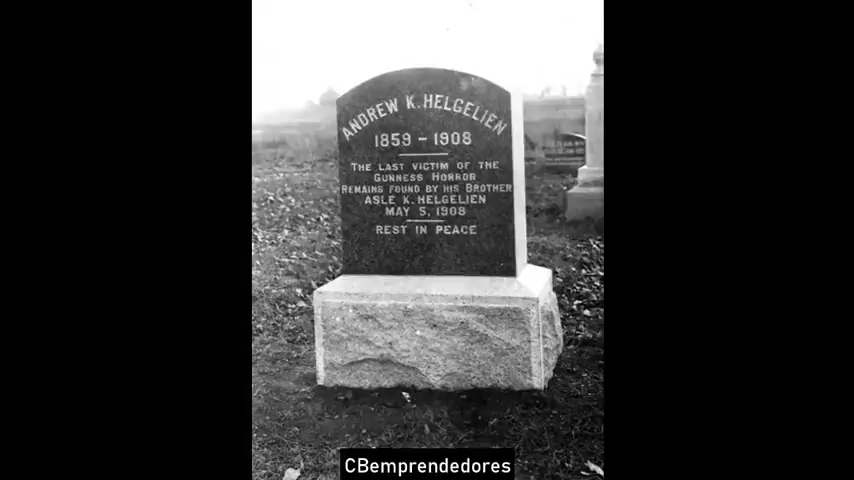 ANDREW K. HELGELIEN
1859 - 1908
THE LAST VICTIM OF THE
GUNNESS HORROR
REMAINS FOUND BY HIS BROTHER
ASLE K. HELGELIEN
MAY 5, 1908
REST IN PEACE
CBemprendedores